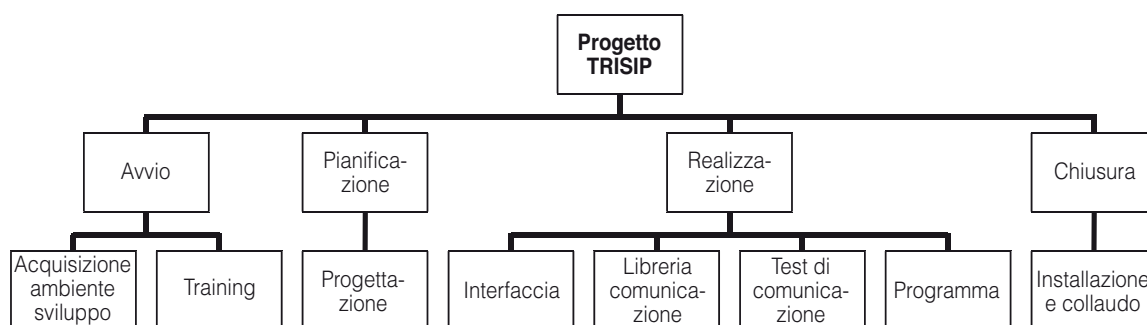 Progetto
TRISIP
Avvio
Pianifica-
zione
Realizza-
zione
Chiusura
Acquisizione
ambiente
sviluppo
Training
Progetta-
zione
Interfaccia
Libreria
comunica-
zione
Test di
comunica-
zione
Programma
Installazione
e collaudo